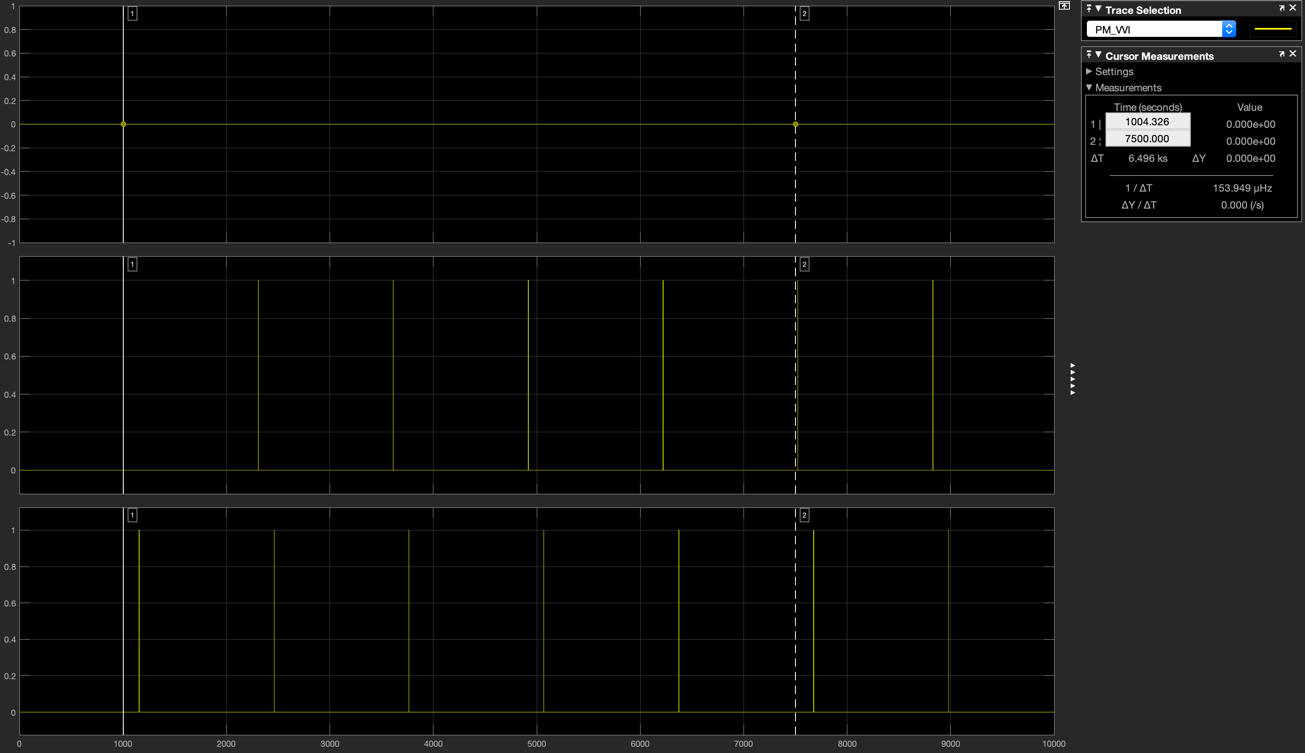 Trace Selection
PM_VVI
Cursor Measurements
Settings
Measurements
Time (seconds) Value
1 | 1004.326 0.000e+00
2 ¦ 7500.000 0.000e+00
ΔT 6.496 ks ΔY 0.000e+00
1 / ΔT 153.949 µHz
ΔY / ΔT 0.000 (/s)
1 2
1
0.8
0.6
0.4
0.2
0
-0.2
-0.4
-0.6
-0.8
-1
1 2
1
0.8
0.6
0.4
0.2
0
1 2
1
0.8
0.6
0.4
0.2
0
0 1000 2000 3000 4000 5000 6000 7000 8000 9000 10000